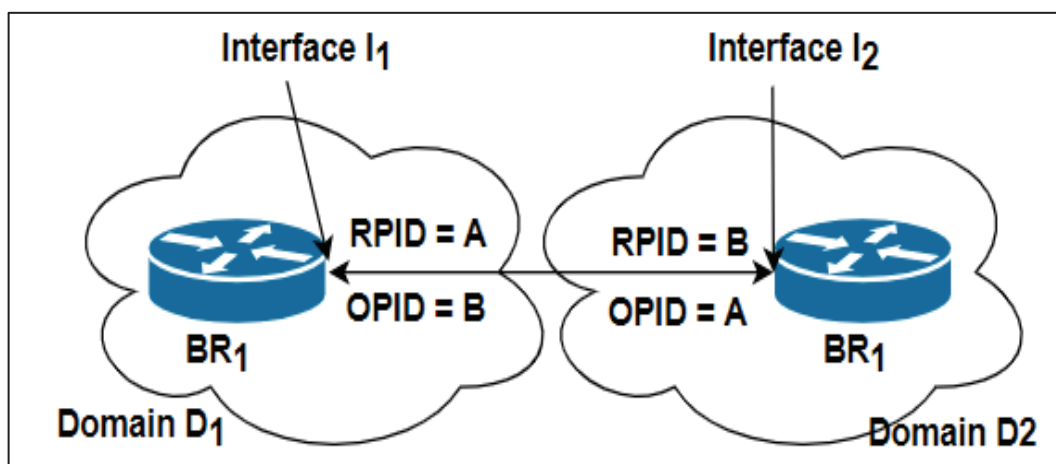 Interface I1
Interface I2
RPID = A
RPID = B
OPID = B
OPID = A
BR1
BR1
Domain D1
Domain D2